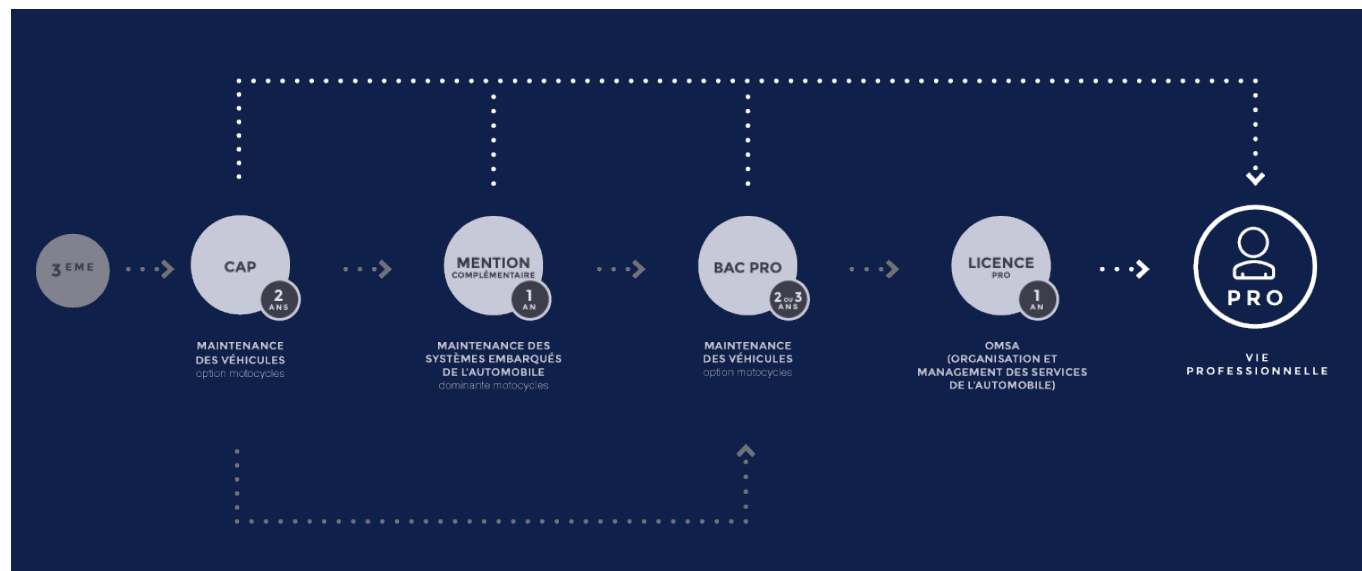 3 EME
CAP
2
ANS
MAINTENANCE
DES VÉHICULES
option motocycles
MENTION
COMPLÉMENTAIRE
1
AN
MAINTENANCE DES
SYSTÈMES EMBARQUÉS
DE L'AUTOMOBILE
dominante motocycles
BAC PRO
2 OU 3
ANS
MAINTENANCE
DES VÉHICULES
option motocycles
LICENCE
PRO
1
AN
OMSA
(ORGANISATION ET
MANAGEMENT DES SERVICES
DE L'AUTOMOBILE)
PRO
VIE
PROFESSIONNELLE